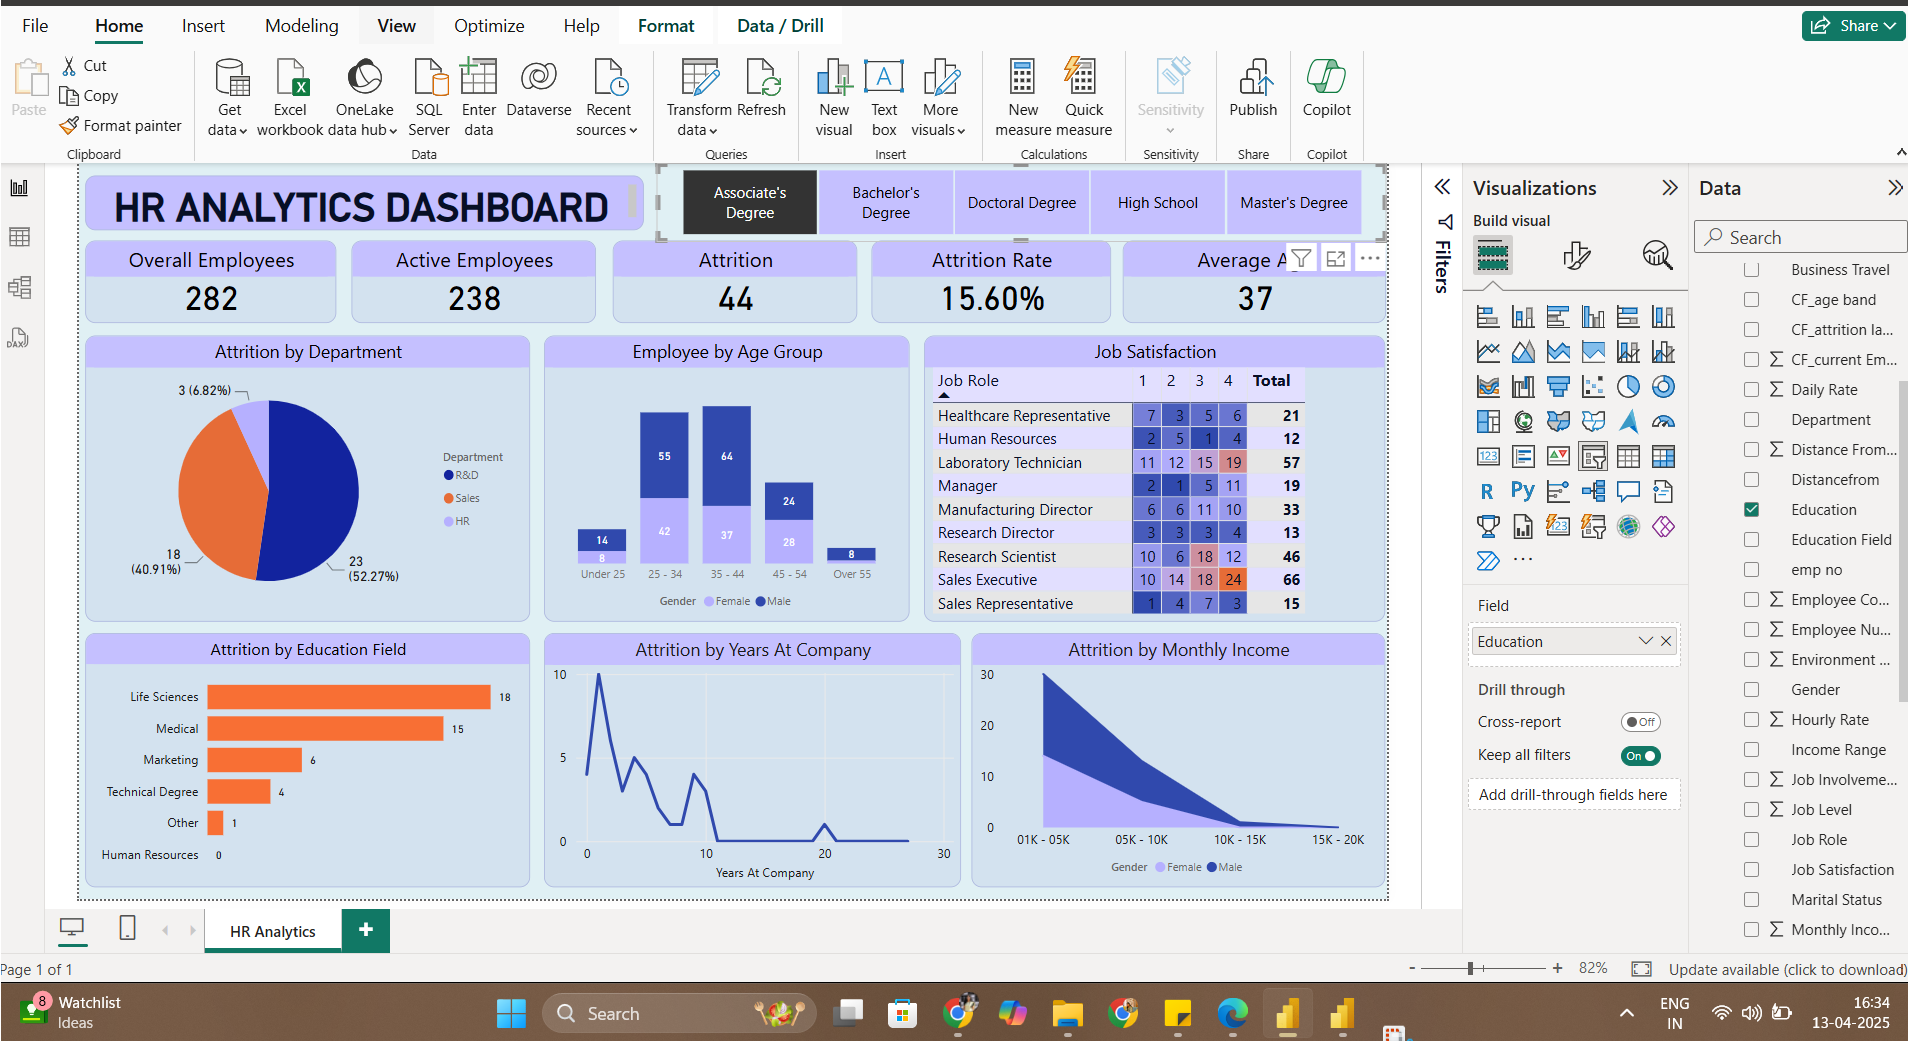 File
Home
Insert
Modeling
View
Optimize
Help
Format
Data / Drill
Share
Paste
Cut
Copy
Format painter
Clipboard
Get data
Excel workbook
OneLake data hub
SQL Server
Enter data
Dataverse
Recent sources
Data
Transform data
Refresh
Queries
New visual
Text box
More visuals
Insert
New measure
Quick measure
Calculations
Sensitivity
Sensitivity
Publish
Share
Copilot
Copilot
HR ANALYTICS DASHBOARD
Associate's Degree
Bachelor's Degree
Doctoral Degree
High School
Master's Degree
Overall Employees
282
Active Employees
238
Attrition
44
Attrition Rate
15.60%
Average A
37
Attrition by Department
3 (6.82%)
18
(40.91%)
23
(52.27%)
Department
R&D
Sales
HR
Employee by Age Group
14
8
55
42
64
37
24
28
8
Under 25
25 - 34
35 - 44
45 - 54
Over 55
Gender Female Male
Job Satisfaction
Job Role 1 2 3 4 Total
Healthcare Representative 7 3 5 6 21
Human Resources 2 5 1 4 12
Laboratory Technician 11 12 15 19 57
Manager 2 1 5 11 19
Manufacturing Director 6 6 11 10 33
Research Director 3 3 3 4 13
Research Scientist 10 6 18 12 46
Sales Executive 10 14 18 24 66
Sales Representative 1 4 7 3 15
Attrition by Education Field
Life Sciences 18
Medical 15
Marketing 6
Technical Degree 4
Other 1
Human Resources 0
Attrition by Years At Company
10
5
0
0 10 20 30
Years At Company
Attrition by Monthly Income
30
20
10
0
01K - 05K 05K - 10K 10K - 15K 15K - 20K
Gender Female Male
Filters
Visualizations
Build visual
123
R
Py
123
Field
Education
Drill through
Cross-report
Off
Keep all filters
On
Add drill-through fields here
Data
Search
Business Travel
CF_age band
CF_attrition la...
CF_current Em...
Daily Rate
Department
Distance From...
Distancefrom
Education
Education Field
emp no
Employee Co...
Employee Nu...
Environment ...
Gender
Hourly Rate
Income Range
Job Involveme...
Job Level
Job Role
Job Satisfaction
Marital Status
Monthly Inco...
DAX
HR Analytics
Page 1 of 1
82%
Update available (click to download)
8
Watchlist
Ideas
Search
ENG
IN
16:34
13-04-2025